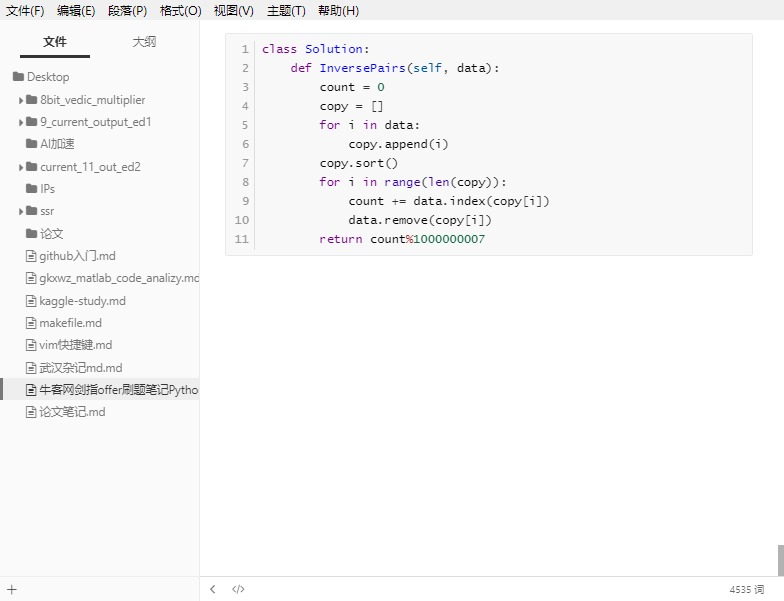 文件(F) 编辑(E) 段落(P) 格式(O) 视图(V) 主题(T) 帮助(H)
文件 大纲
Desktop
8bit_vedic_multiplier
9_current_output_ed1
AI加速
current_11_out_ed2
IPs
ssr
论文
github入门.md
gkxwz_matlab_code_analizy.md
kaggle-study.md
makefile.md
vim快捷键.md
武汉杂记md.md
牛客网剑指offer刷题笔记Pytho
论文笔记.md
1 class Solution:
2     def InversePairs(self, data):
3         count = 0
4         copy = []
5         for i in data:
6             copy.append(i)
7         copy.sort()
8         for i in range(len(copy)):
9             count += data.index(copy[i])
10             data.remove(copy[i])
11         return count%1000000007
4535 词